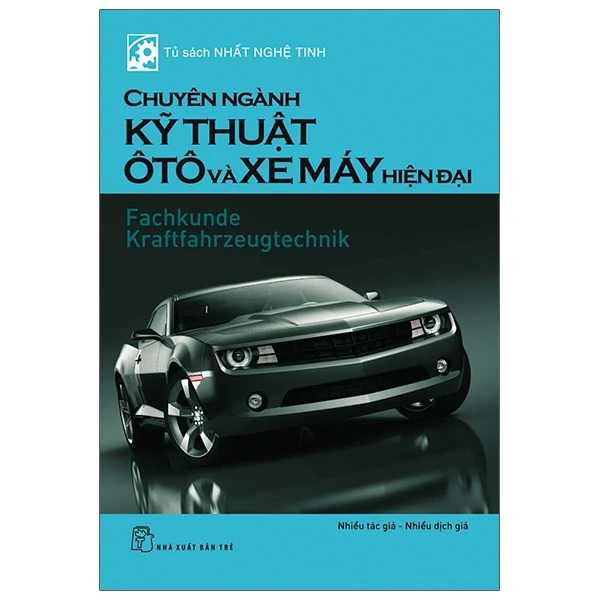 Tủ sách NHẤT NGHỆ TINH
CHUYÊN NGÀNH
KỸ THUẬT
ÔTÔ VÀ XE MÁY HIỆN ĐẠI
Fachkunde
Kraftfahrzeugtechnik
Nhiều tác giả - Nhiều dịch giả
NHÀ XUẤT BẢN TRẺ